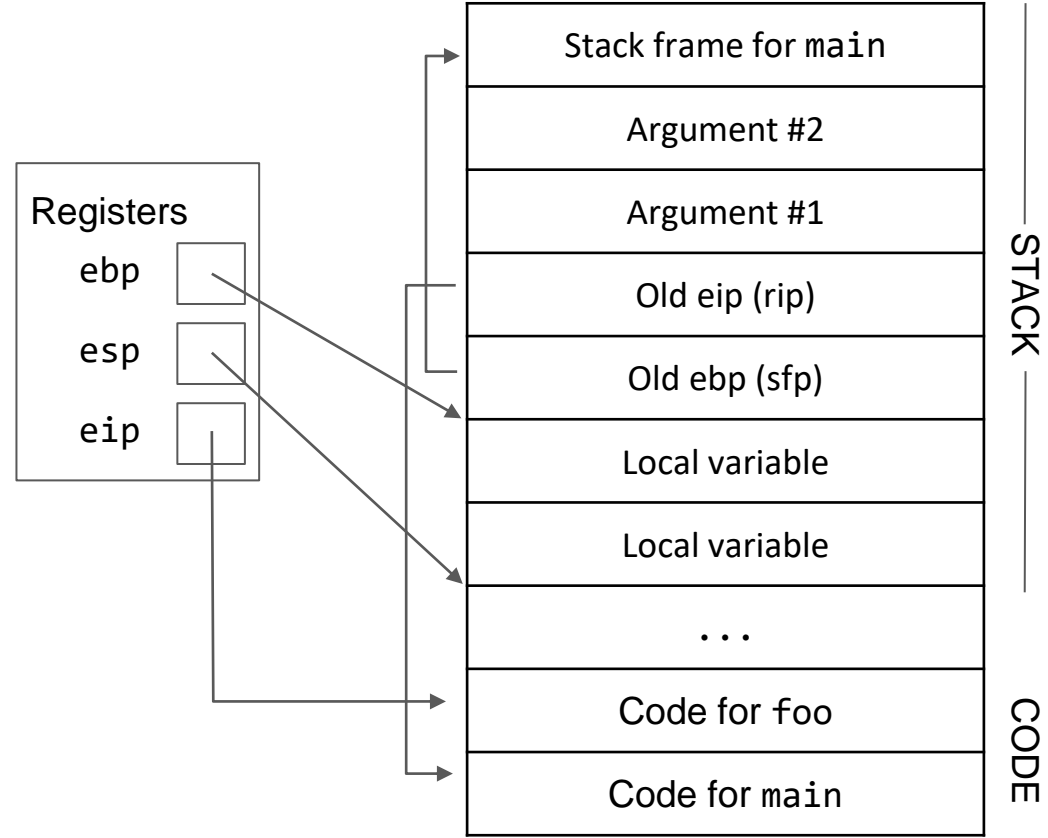 Registers
ebp
esp
eip
Stack frame for main
Argument #2
Argument #1
Old eip (rip)
Old ebp (sfp)
Local variable
Local variable
...
Code for foo
Code for main
STACK
CODE